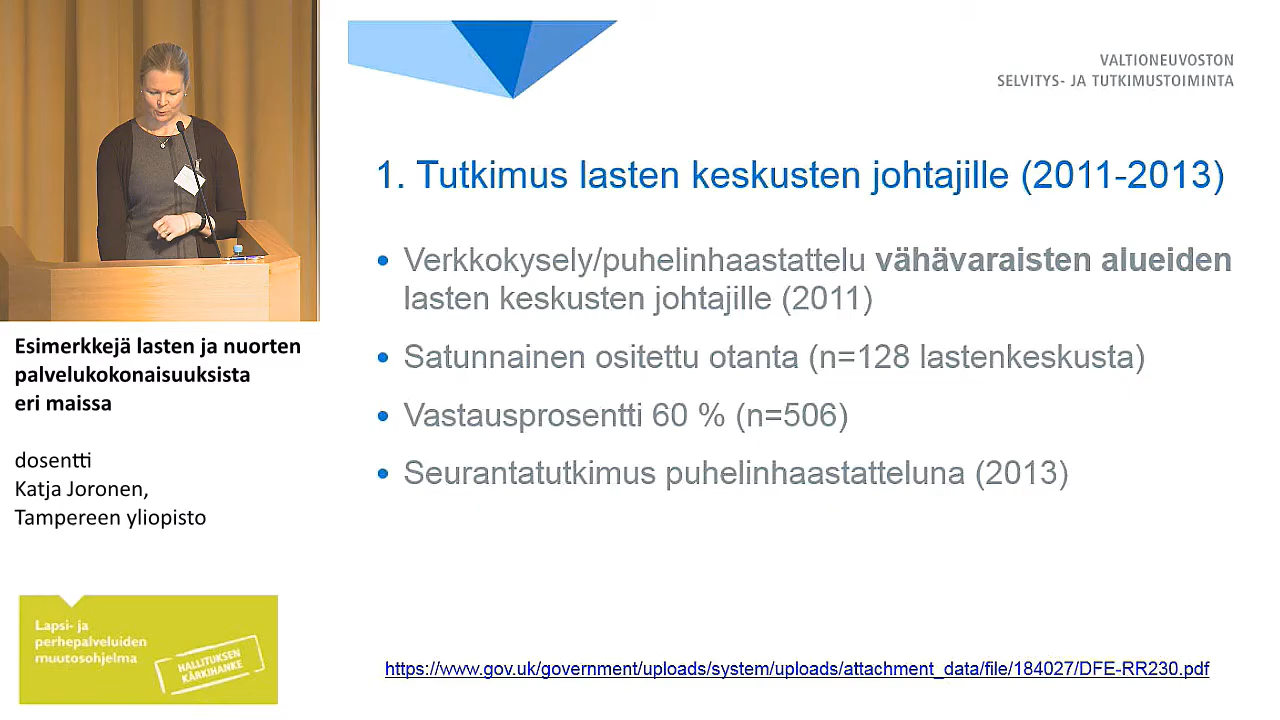 VALTIONEUVOSTON
SELVITYS- JA TUTKIMUSTOIMINTA
1. Tutkimus lasten keskusten johtajille (2011-2013)
• Verkkokysely/puhelinhaastattelu vähävaraisten alueiden
lasten keskusten johtajille (2011)
• Satunnainen ositettu otanta (n=128 lastenkeskusta)
• Vastausprosentti 60 % (n=506)
• Seurantatutkimus puhelinhaastatteluna (2013)
https://www.gov.uk/government/uploads/system/uploads/attachment_data/file/184027/DFE-RR230.pdf
Esimerkkejä lasten ja nuorten
palvelukokonaisuuksista
eri maissa
dosentti
Katja Joronen,
Tampereen yliopisto
Lapsi- ja
perhepalveluiden
muutosohjelma
HALLITUKSEN
KÄRKIHANKE